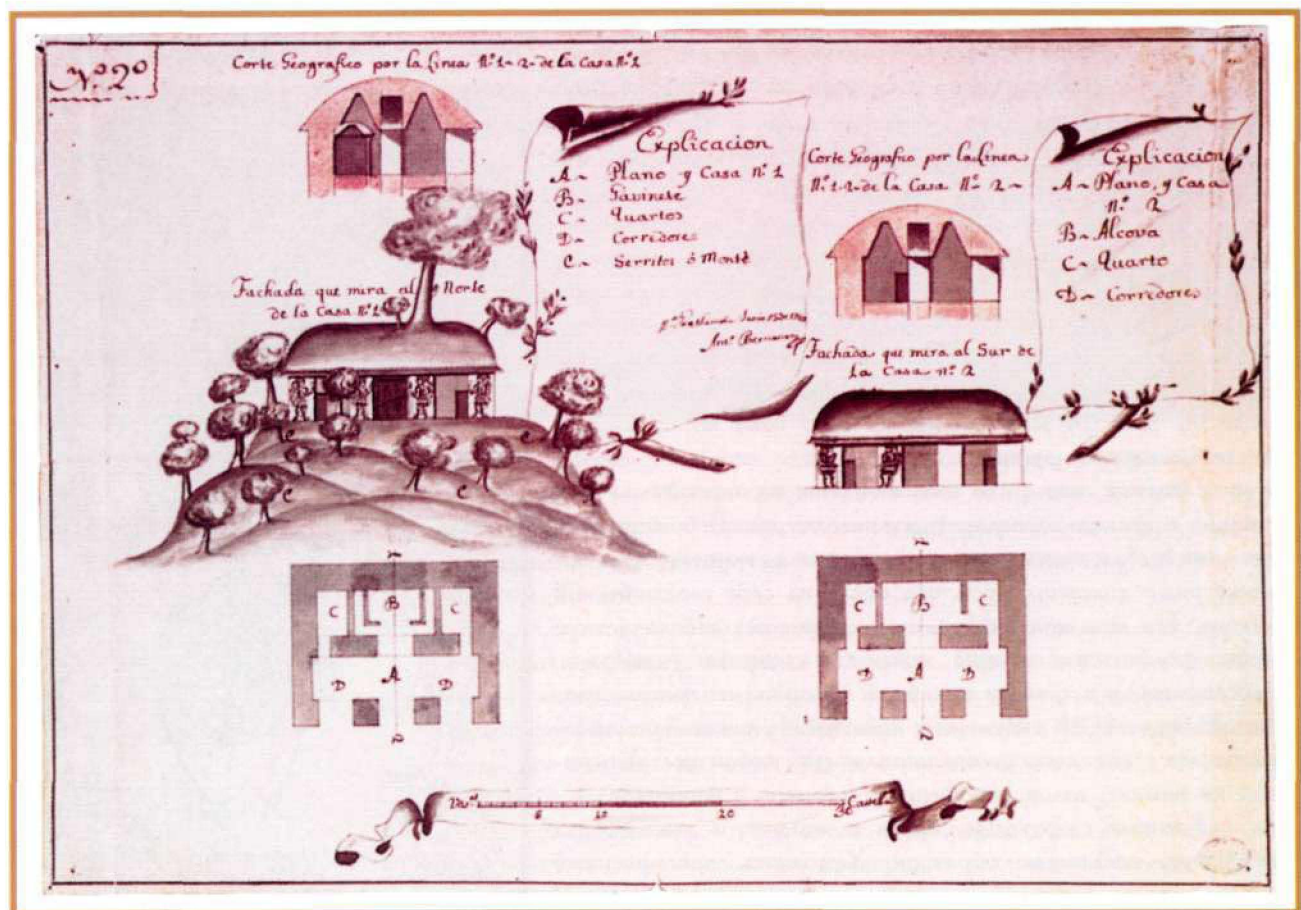 Nº 2º
Corte Geografico por la Linea Nº 1-2- de la Casa Nº 1
Explicacion
A~ Plano y Casa Nº 1
B~ Gavinete
C~ Quartos
D~ Corredores
C~ Serritos ó Monte
Fachada que mira al Norte
de la Casa Nº 1
Corte Geografico por la Linea
Nº 1-2- de la Casa Nº 2~
Explicacion
A~ Plano, y Casa
Nº 2
B~ Alcova
C~ Quarto
D~ Corredores
Fachada que mira al Sur de
La Casa nº 2
C
C
C
C B C
D A D
C B C
D A D
5 10 20